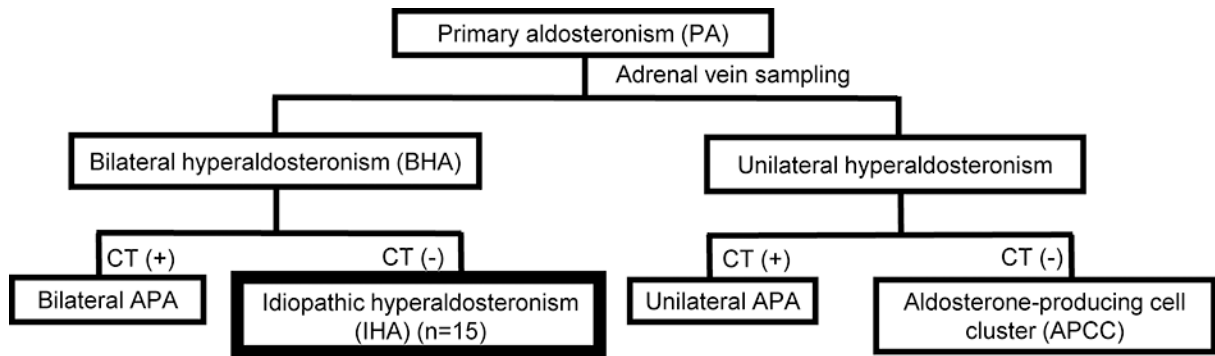 Primary aldosteronism (PA)
Adrenal vein sampling
Bilateral hyperaldosteronism (BHA)
Unilateral hyperaldosteronism
CT (+)
CT (-)
CT (+)
CT (-)
Bilateral APA
Idiopathic hyperaldosteronism
(IHA) (n=15)
Unilateral APA
Aldosterone-producing cell
cluster (APCC)